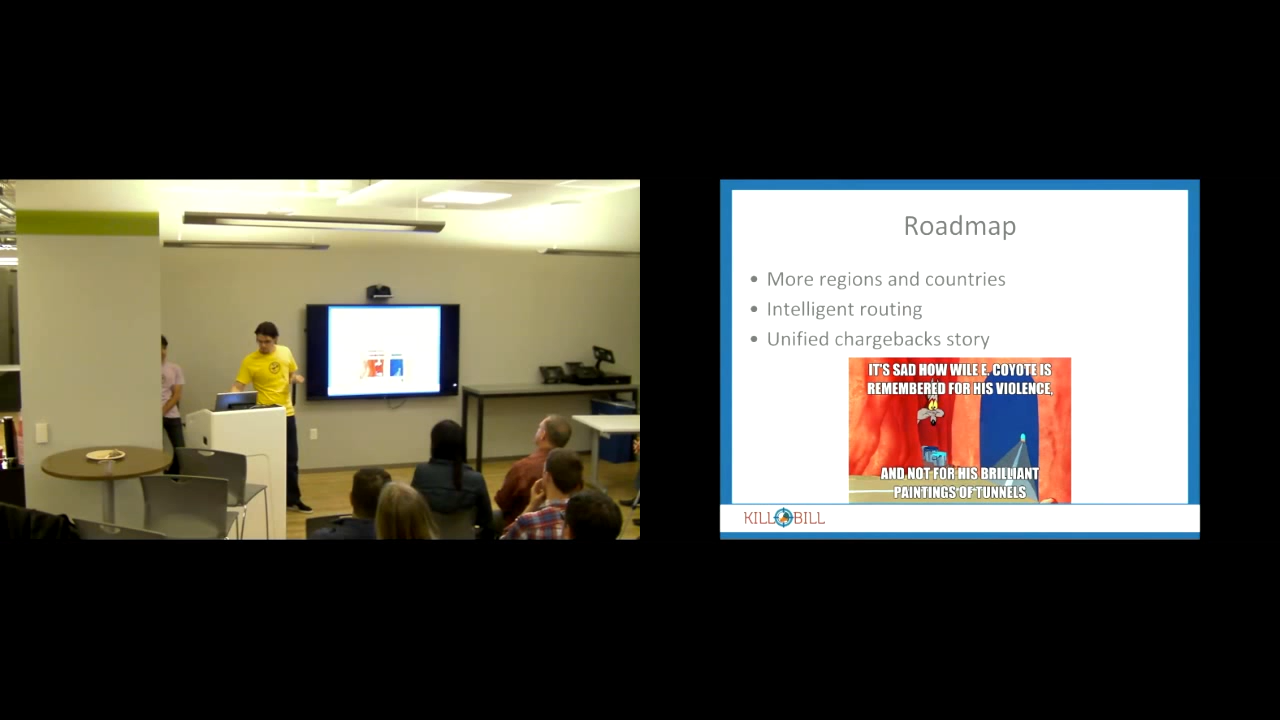 Roadmap
• More regions and countries
• Intelligent routing
• Unified chargebacks story
IT'S SAD HOW WILE E. COYOTE IS
REMEMBERED FOR HIS VIOLENCE,
AND NOT FOR HIS BRILLIANT
PAINTINGS OF TUNNELS
KILL BILL